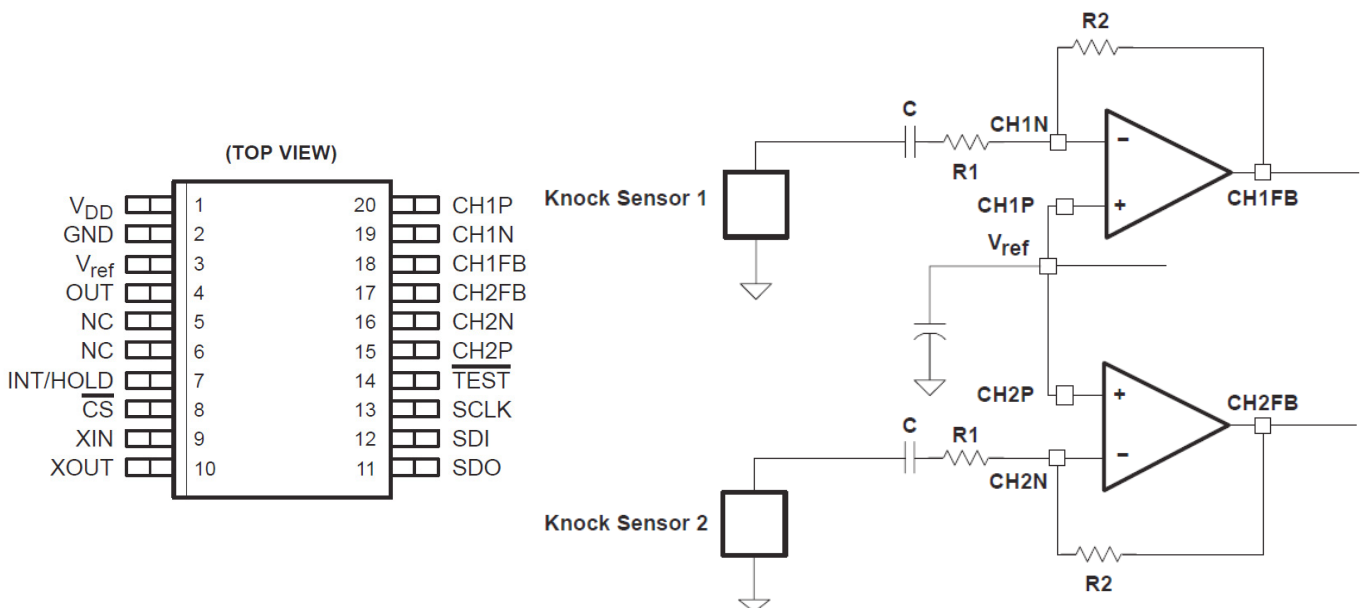 (TOP VIEW)
VDD 1 20 CH1P
GND 2 19 CH1N
Vref 3 18 CH1FB
OUT 4 17 CH2FB
NC 5 16 CH2N
NC 6 15 CH2P
INT/HOLD 7 14 TEST
CS 8 13 SCLK
XIN 9 12 SDI
XOUT 10 11 SDO
R2
C
CH1N
R1
Knock Sensor 1
CH1P
CH1FB
Vref
−
+
CH2P
CH2FB
+
−
C
R1
CH2N
Knock Sensor 2
R2